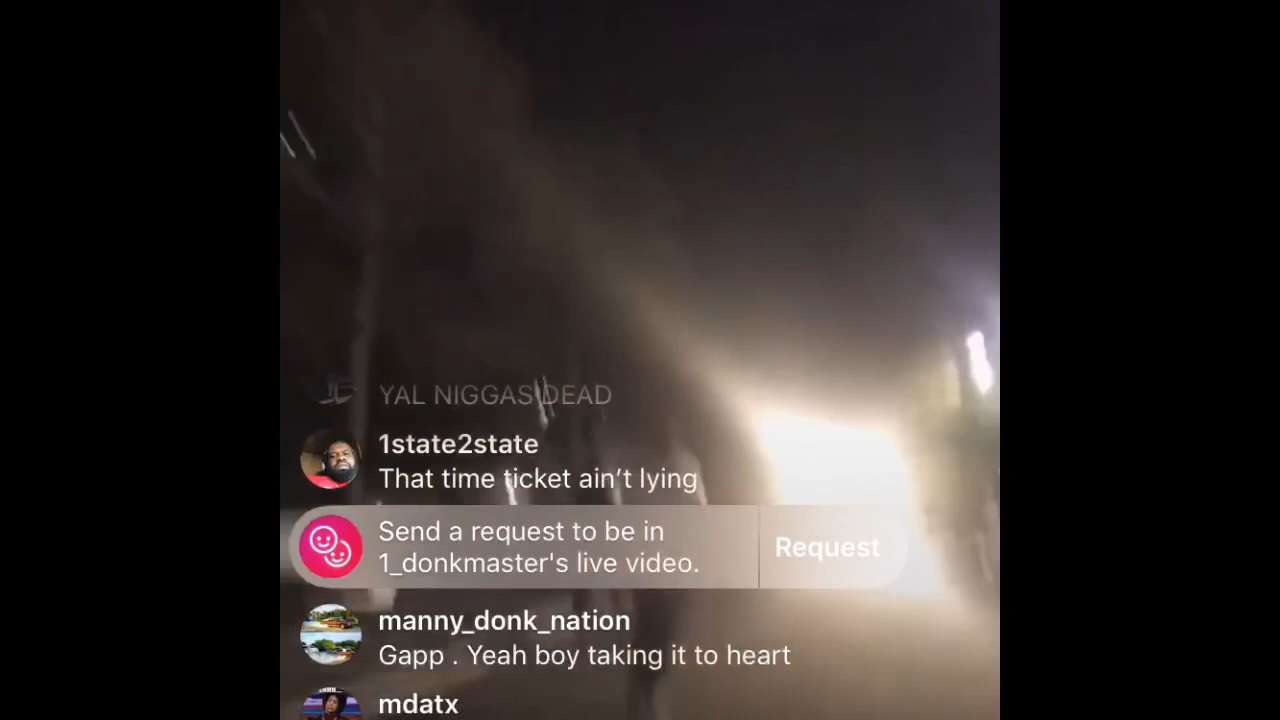 YAL NIGGAS DEAD
1state2state
That time ticket ain’t lying
Send a request to be in
1_donkmaster's live video.
Request
manny_donk_nation
Gapp . Yeah boy taking it to heart
mdatx